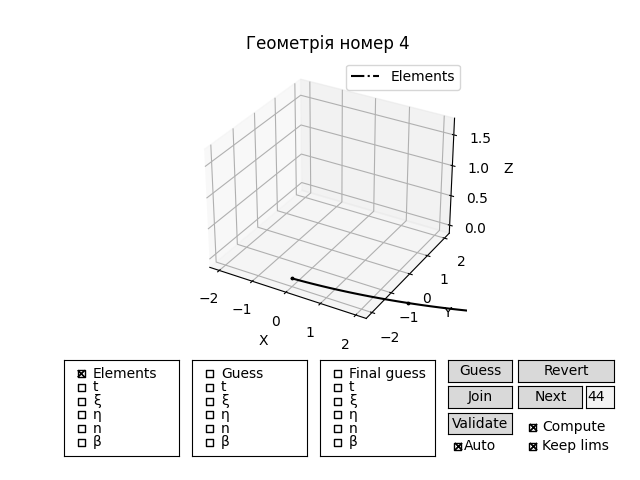 Геометрія номер 4
Elements
1.5
1.0
0.5
0.0
Z
2
1
0
−1
−2
Y
−2
−1
0
1
2
X
Elements
t
ξ
η
n
β
Guess
t
ξ
η
n
β
Final guess
t
ξ
η
n
β
Guess Revert
Join Next 44
Validate Compute
Auto Keep lims